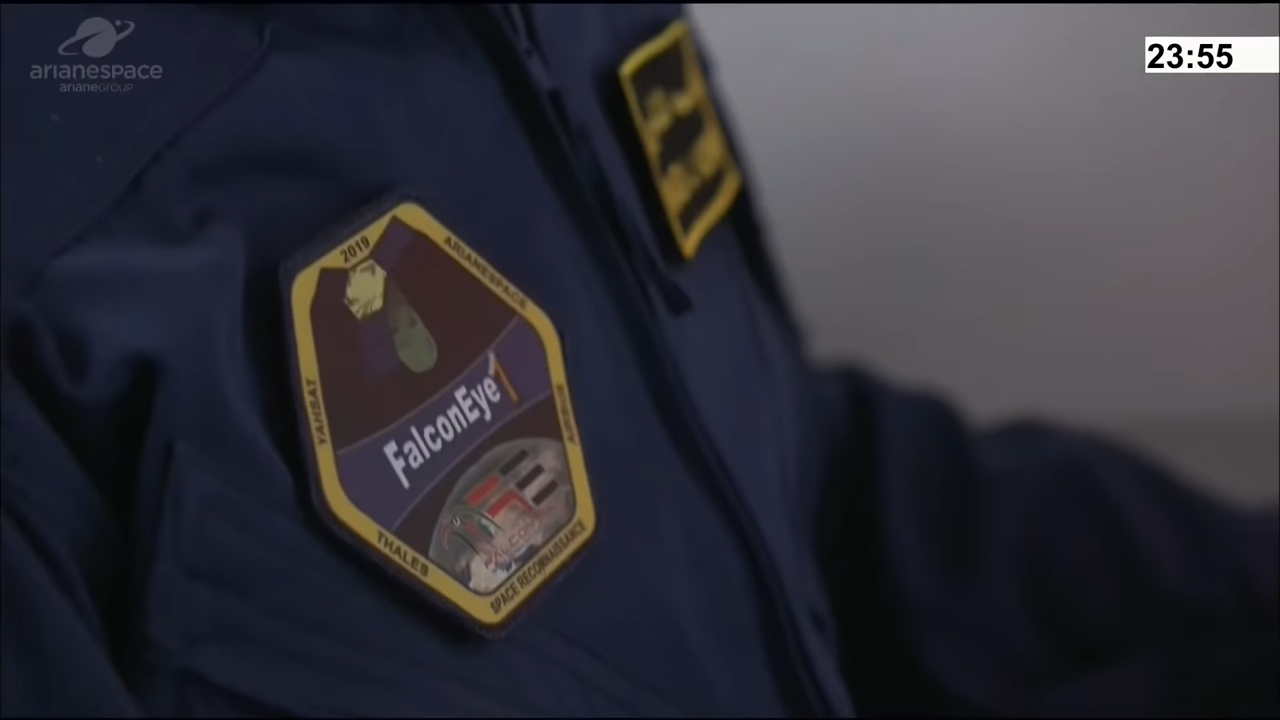 arianespace
arianeGROUP
23:55
2019
ARIANESPACE
YAHSAT
FalconEye1
AIRBUS
THALES
SPACE RECONNAISSANCE